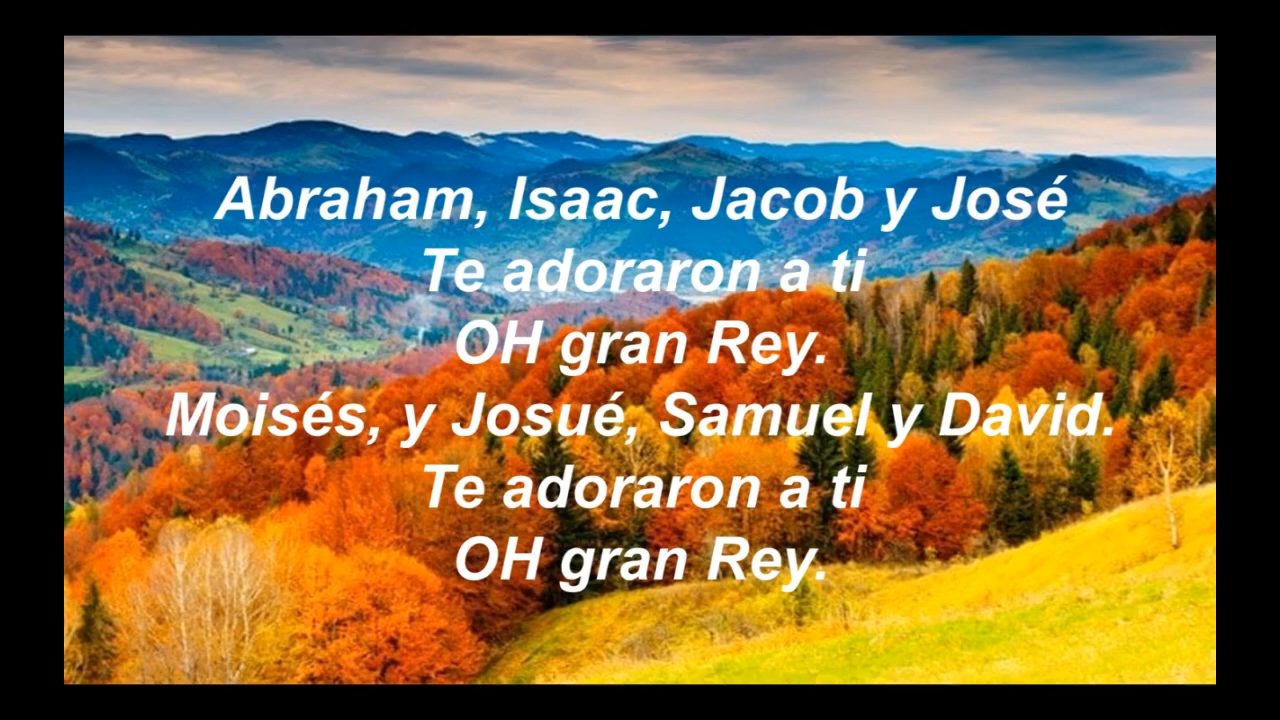 Abraham, Isaac, Jacob y José
Te adoraron a ti
OH gran Rey.
Moisés, y Josué, Samuel y David.
Te adoraron a ti
OH gran Rey.